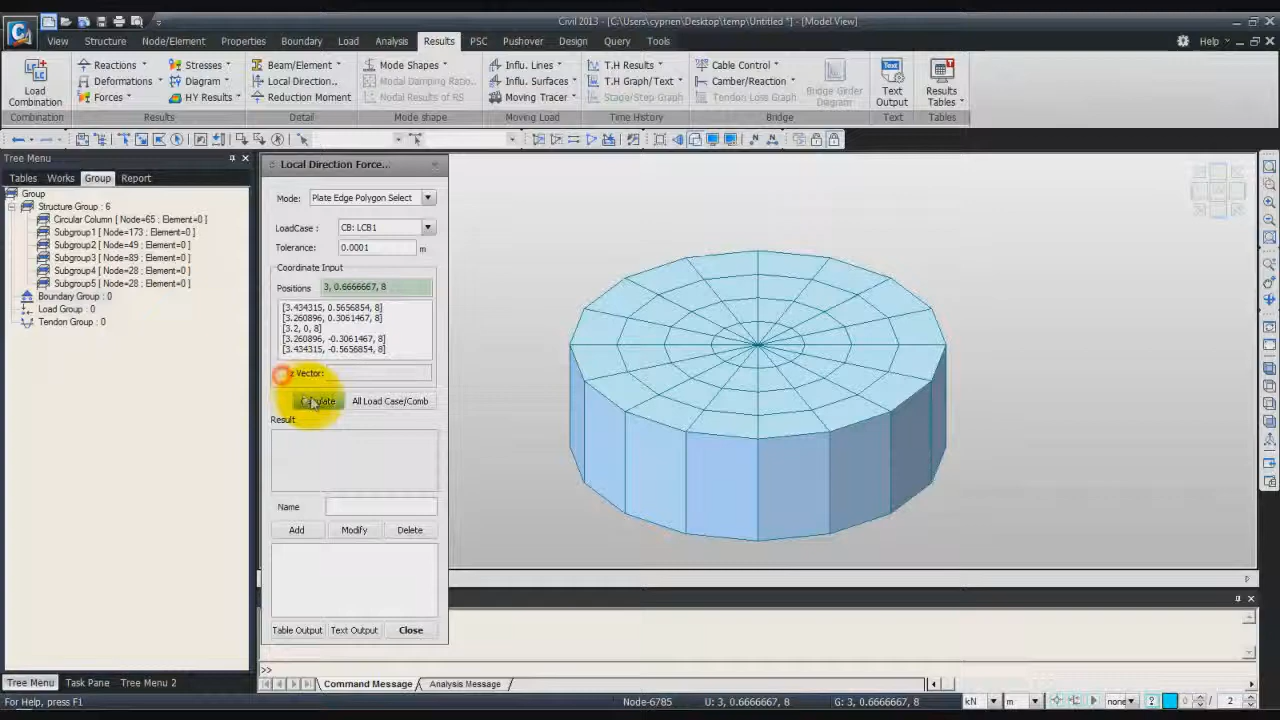 Civil 2013 - [C:\Users\cyprien\Desktop\temp\Untitled *] - [Model View]
View Structure Node/Element Properties Boundary Load Analysis Results PSC Pushover Design Query Tools Help
Reactions Stresses Beam/Element Mode Shapes Influ. Lines T.H Results Cable Control
Load Combination Deformations Diagram Local Direction.. Modal Damping Ratio.. Influ. Surfaces T.H Graph/Text Camber/Reaction Bridge Girder Diagram Text Output Results Tables
Forces HY Results Reduction Moment Nodal Results of RS Moving Tracer Stage/Step Graph Tendon Loss Graph
Combination Results Detail Mode shape Moving Load Time History Bridge Text Tables
Tree Menu
Tables Works Group Report
Group
Structure Group : 6
Circular Column [ Node=65 ; Element=0 ]
Subgroup1 [ Node=173 ; Element=0 ]
Subgroup2 [ Node=49 ; Element=0 ]
Subgroup3 [ Node=89 ; Element=0 ]
Subgroup4 [ Node=28 ; Element=0 ]
Subgroup5 [ Node=28 ; Element=0 ]
Boundary Group : 0
Load Group : 0
Tendon Group : 0
Local Direction Force...
Mode: Plate Edge Polygon Select
LoadCase : CB: LCB1
Tolerance: 0.0001 m
Coordinate Input
Positions 3, 0.6666667, 8
[3.434315, 0.5656854, 8]
[3.260896, 0.3061467, 8]
[3.2, 0, 8]
[3.260896, -0.3061467, 8]
[3.434315, -0.5656854, 8]
z Vector:
Calculate All Load Case/Comb
Result
Name
Add Modify Delete
Table Output Text Output Close
>>
Command Message Analysis Message
Tree Menu Task Pane Tree Menu 2
For Help, press F1 Node-6785 U: 3, 0.6666667, 8 G: 3, 0.6666667, 8 kN m none 0 / 2